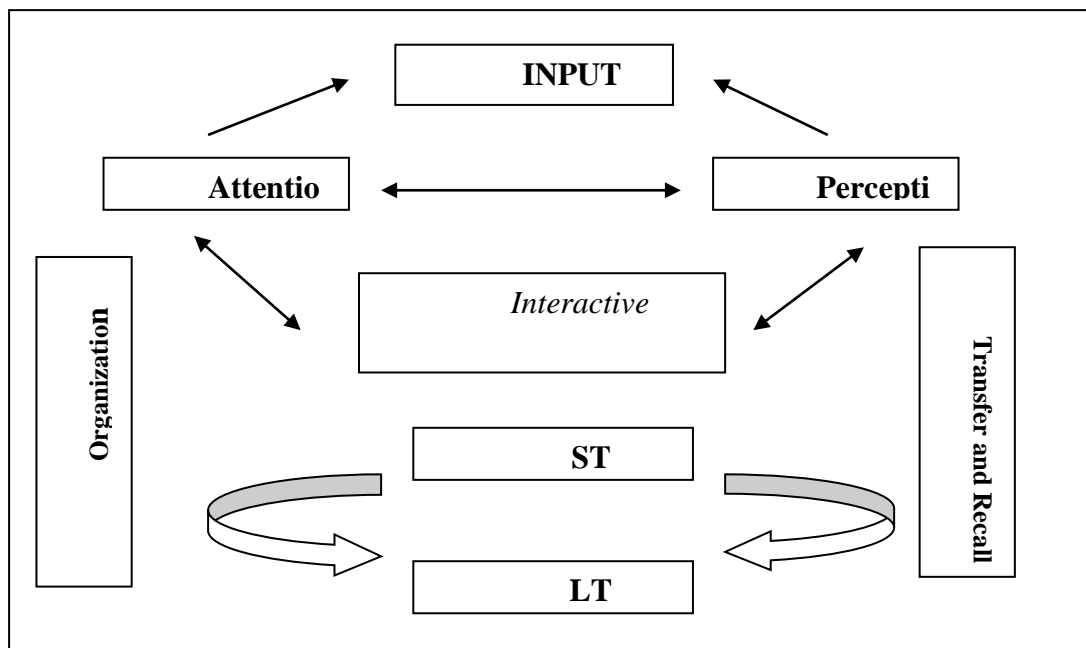 INPUT
Attentio
Percepti
Interactive
Organization
Transfer and Recall
ST
LT